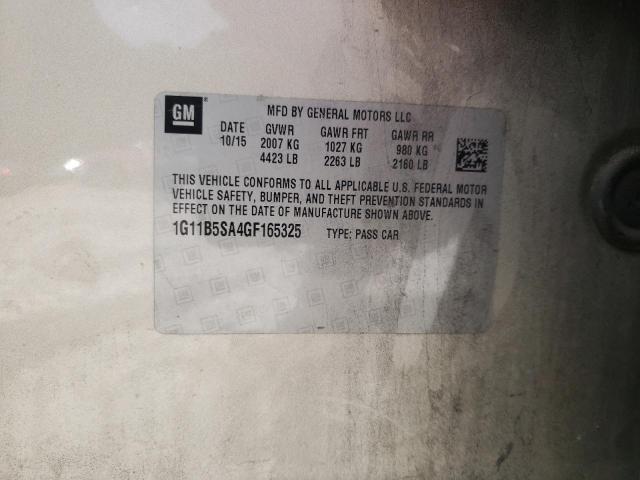 GM®
MFD BY GENERAL MOTORS LLC
DATE GVWR GAWR FRT GAWR RR
10/15 2007 KG 1027 KG 980 KG
4423 LB 2263 LB 2160 LB
THIS VEHICLE CONFORMS TO ALL APPLICABLE U.S. FEDERAL MOTOR
VEHICLE SAFETY, BUMPER, AND THEFT PREVENTION STANDARDS IN
EFFECT ON THE DATE OF MANUFACTURE SHOWN ABOVE.
1G11B5SA4GF165325 TYPE: PASS CAR